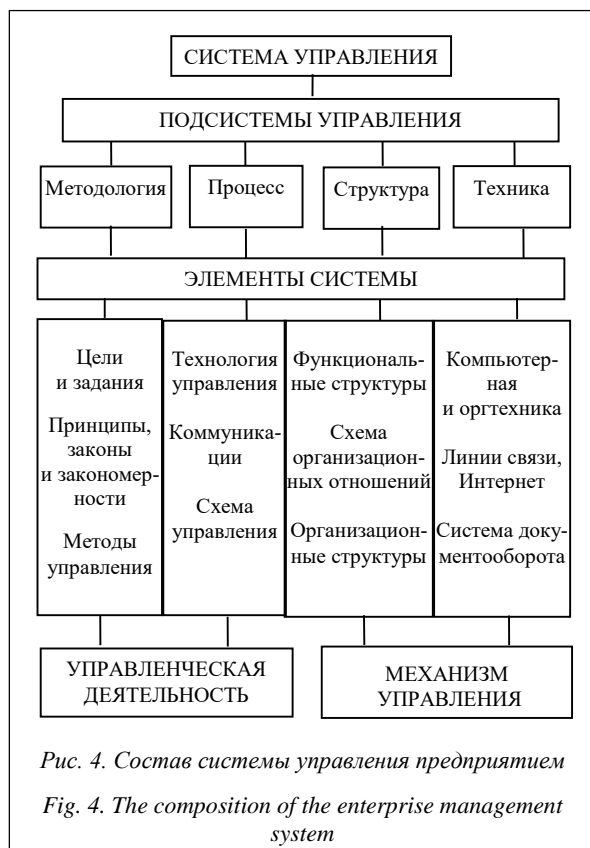 СИСТЕМА УПРАВЛЕНИЯ
ПОДСИСТЕМЫ УПРАВЛЕНИЯ
Методология
Процесс
Структура
Техника
ЭЛЕМЕНТЫ СИСТЕМЫ
Цели
и задания
Принципы,
законы
и закономер-
ности
Методы
управления
Технология
управления
Коммуника-
ции
Схема
управления
Функциональ-
ные структуры
Схема
организацион-
ных отношений
Организацион-
ные структуры
Компьютер-
ная
и оргтехника
Линии связи,
Интернет
Система доку-
ментооборота
УПРАВЛЕНЧЕСКАЯ
ДЕЯТЕЛЬНОСТЬ
МЕХАНИЗМ
УПРАВЛЕНИЯ
Рис. 4. Состав системы управления предприятием
Fig. 4. The composition of the enterprise management
system